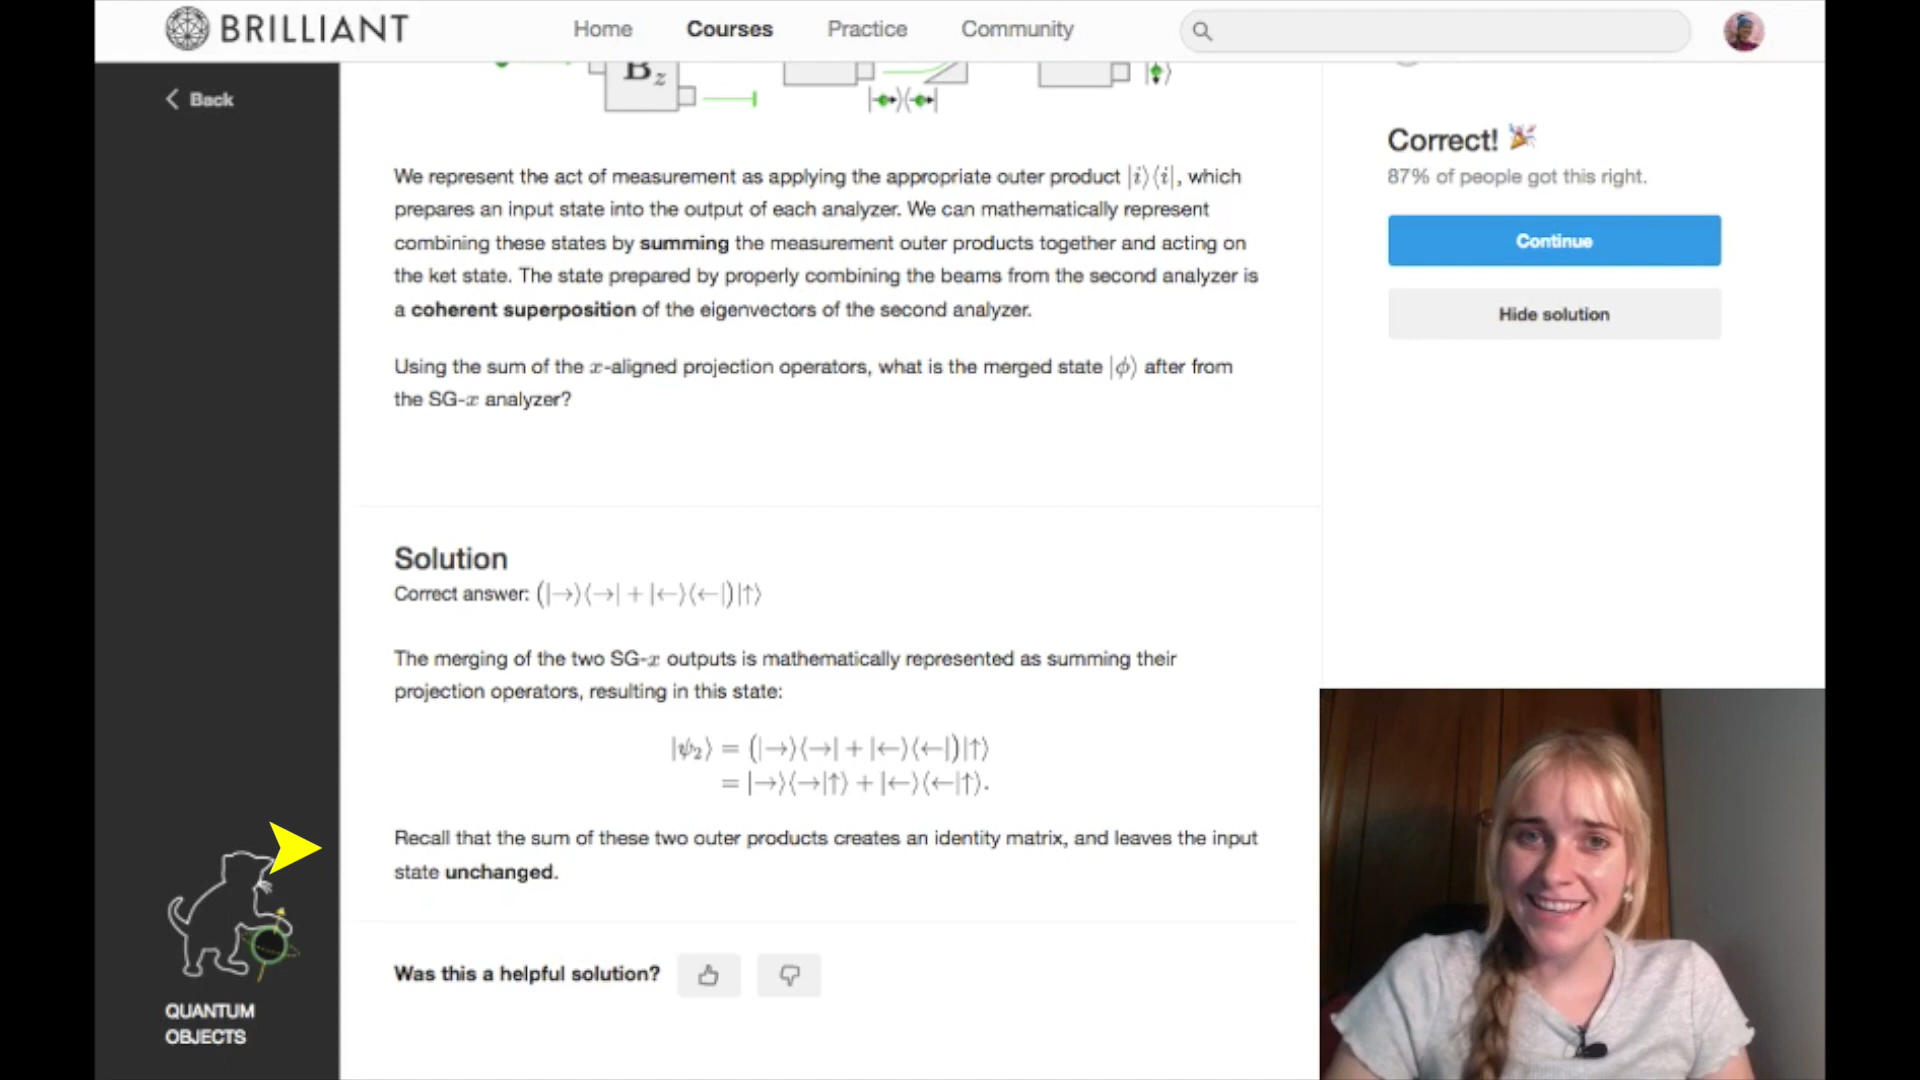 BRILLIANT
Home Courses Practice Community
Back
B_z
|↓⟩
|→⟩⟨→|
We represent the act of measurement as applying the appropriate outer product |i⟩⟨i|, which
prepares an input state into the output of each analyzer. We can mathematically represent
combining these states by summing the measurement outer products together and acting on
the ket state. The state prepared by properly combining the beams from the second analyzer is
a coherent superposition of the eigenvectors of the second analyzer.
Using the sum of the x-aligned projection operators, what is the merged state |ϕ⟩ after from
the SG-x analyzer?
Correct!
87% of people got this right.
Continue
Hide solution
Solution
Correct answer: (|→⟩⟨→| + |←⟩⟨←|)|↑⟩
The merging of the two SG-x outputs is mathematically represented as summing their
projection operators, resulting in this state:
|ψ₂⟩ = (|→⟩⟨→| + |←⟩⟨←|)|↑⟩
= |→⟩⟨→|↑⟩ + |←⟩⟨←|↑⟩.
Recall that the sum of these two outer products creates an identity matrix, and leaves the input
state unchanged.
Was this a helpful solution?
QUANTUM
OBJECTS